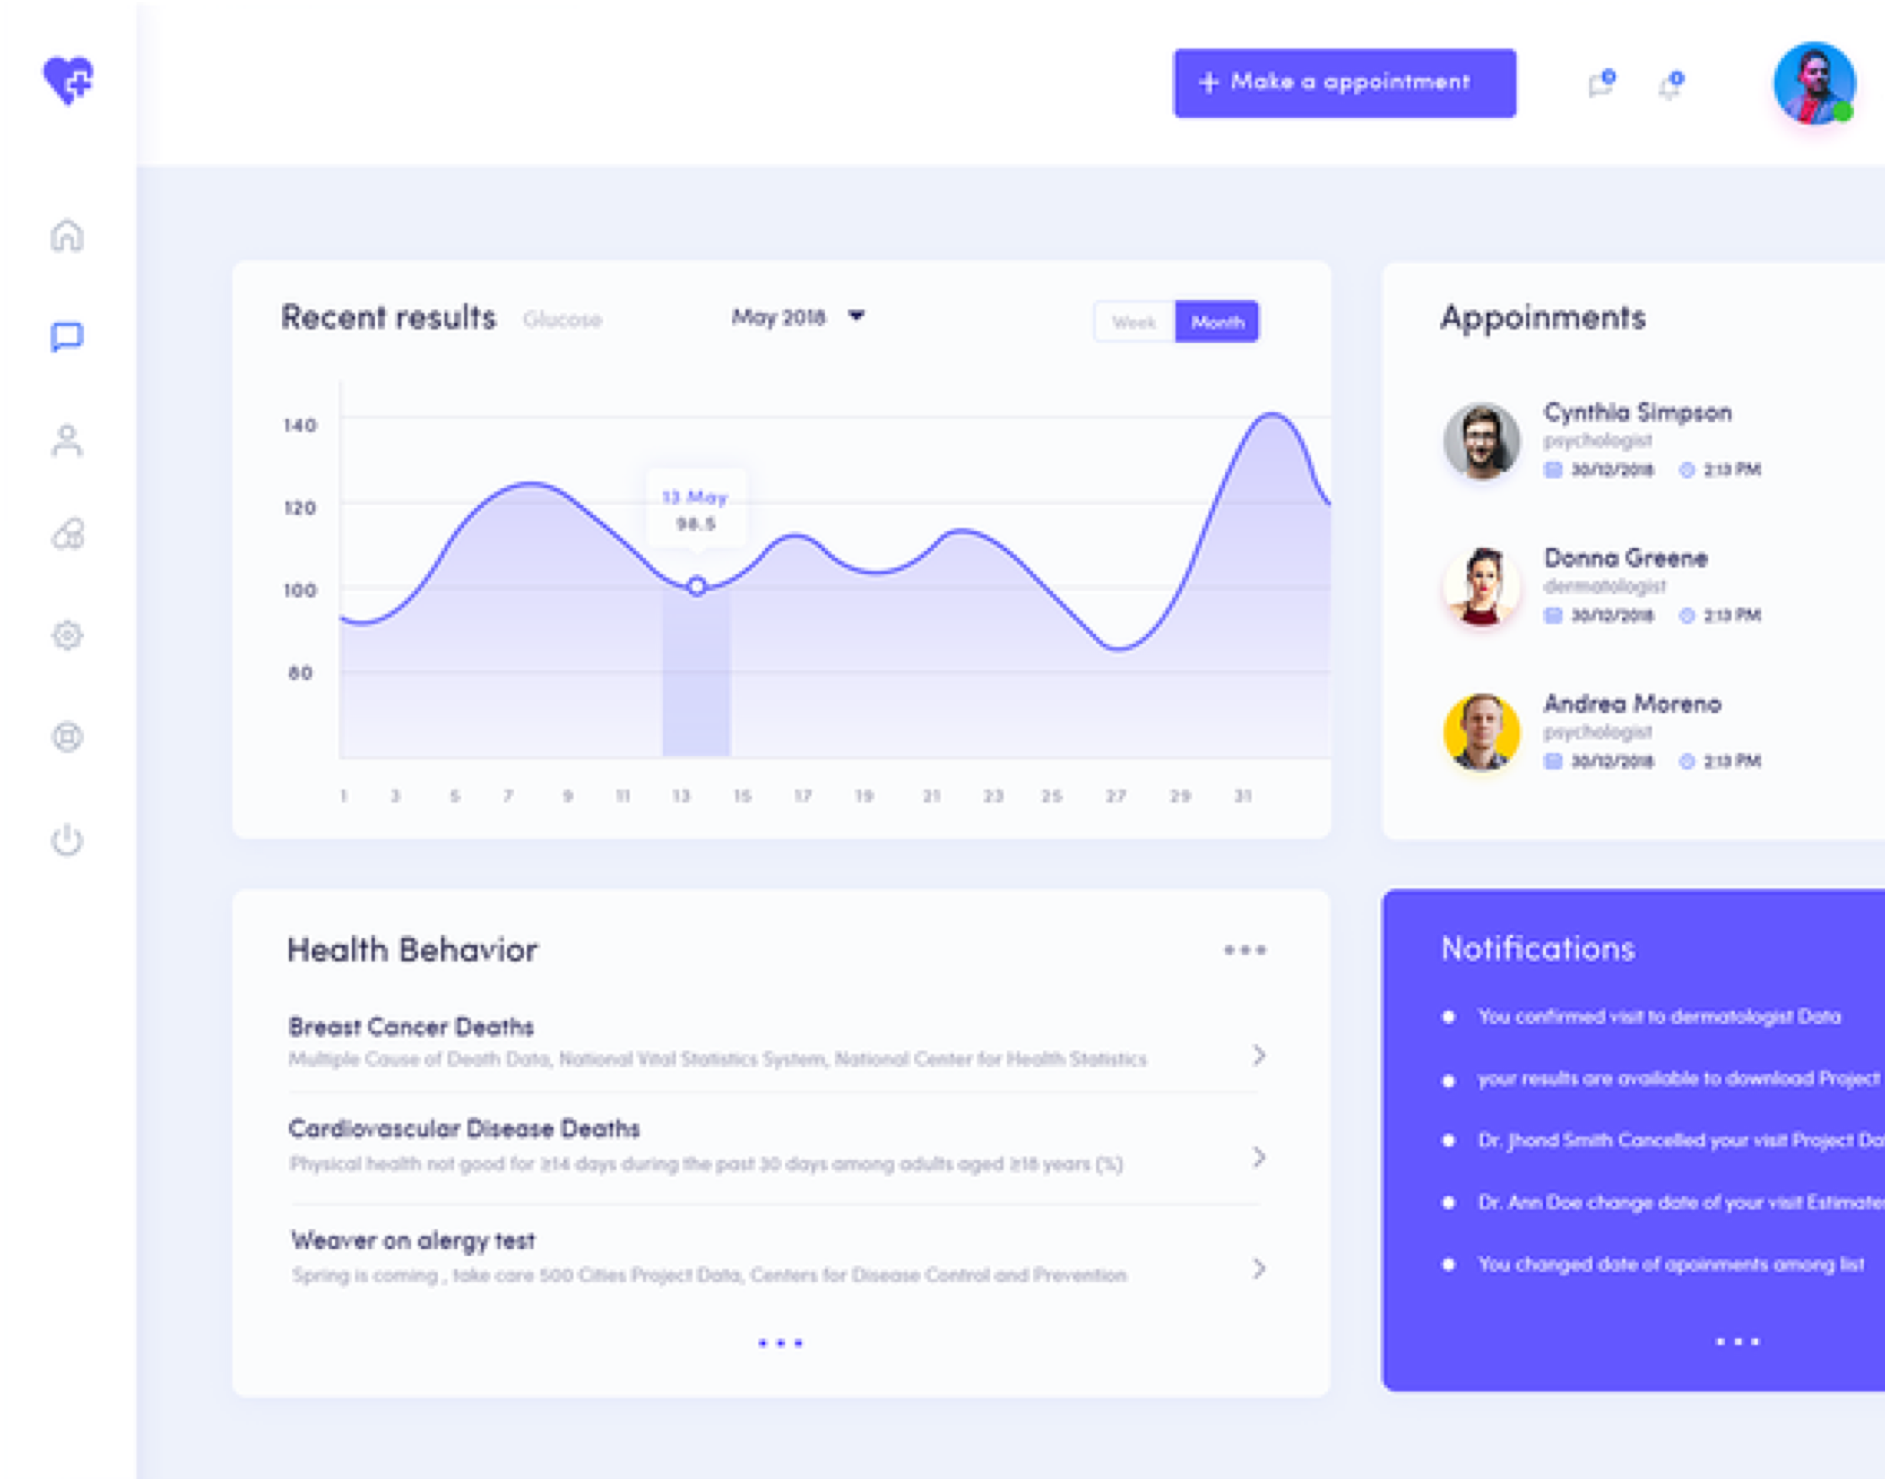 + Make a appointment
Recent results Glucose May 2018 Week Month
140
120
100
80
13 May
98.5
1 3 5 7 9 11 13 15 17 19 21 23 25 27 29 31
Appoinments
Cynthia Simpson
psychologist
30/12/2018 2:13 PM
Donna Greene
dermatologist
30/12/2018 2:13 PM
Andrea Moreno
psychologist
30/12/2018 2:13 PM
Health Behavior
Breast Cancer Deaths
Multiple Cause of Death Data, National Vital Statistics System, National Center for Health Statistics
Cardiovascular Disease Deaths
Physical health not good for ≥14 days during the past 30 days among adults aged ≥18 years (%)
Weaver on alergy test
Spring is coming , take care 500 Cities Project Data, Centers for Disease Control and Prevention
Notifications
You confirmed visit to dermatologist Data
your results are available to download Project
Dr. Jhond Smith Cancelled your visit Project Dat
Dr. Ann Doe change date of your visit Estimates
You changed date of apoinments among list